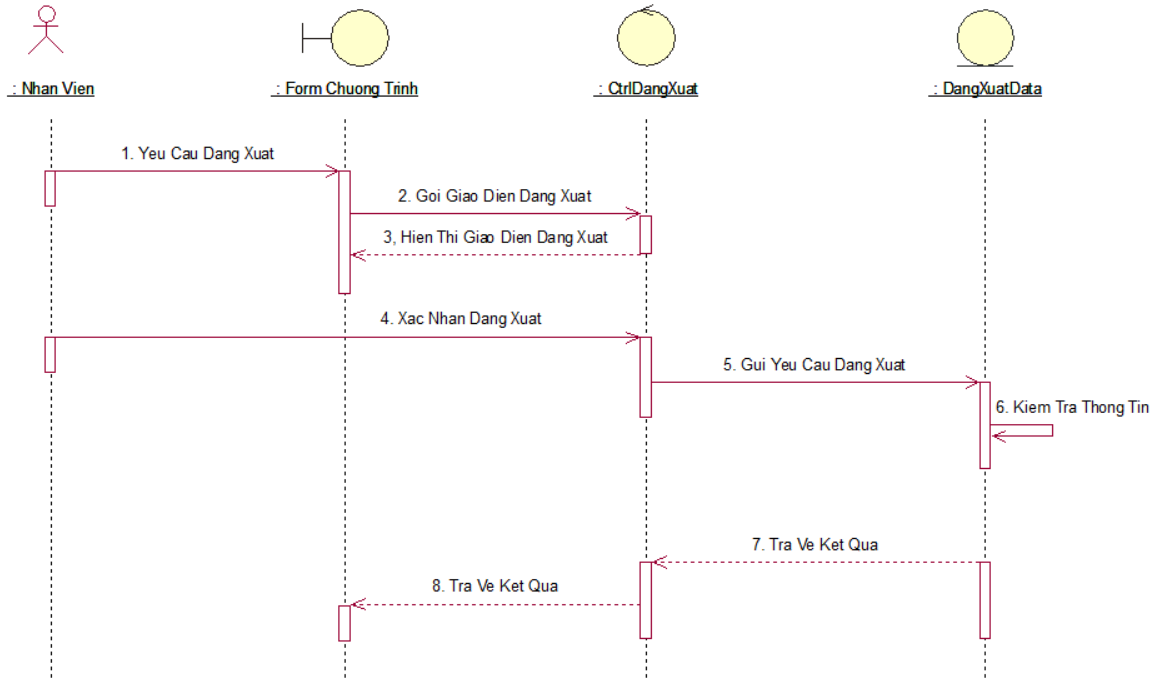 : Nhan Vien
: Form Chuong Trinh
: CtrlDangXuat
: DangXuatData
1. Yeu Cau Dang Xuat
2. Goi Giao Dien Dang Xuat
3, Hien Thi Giao Dien Dang Xuat
4. Xac Nhan Dang Xuat
5. Gui Yeu Cau Dang Xuat
6. Kiem Tra Thong Tin
7. Tra Ve Ket Qua
8. Tra Ve Ket Qua